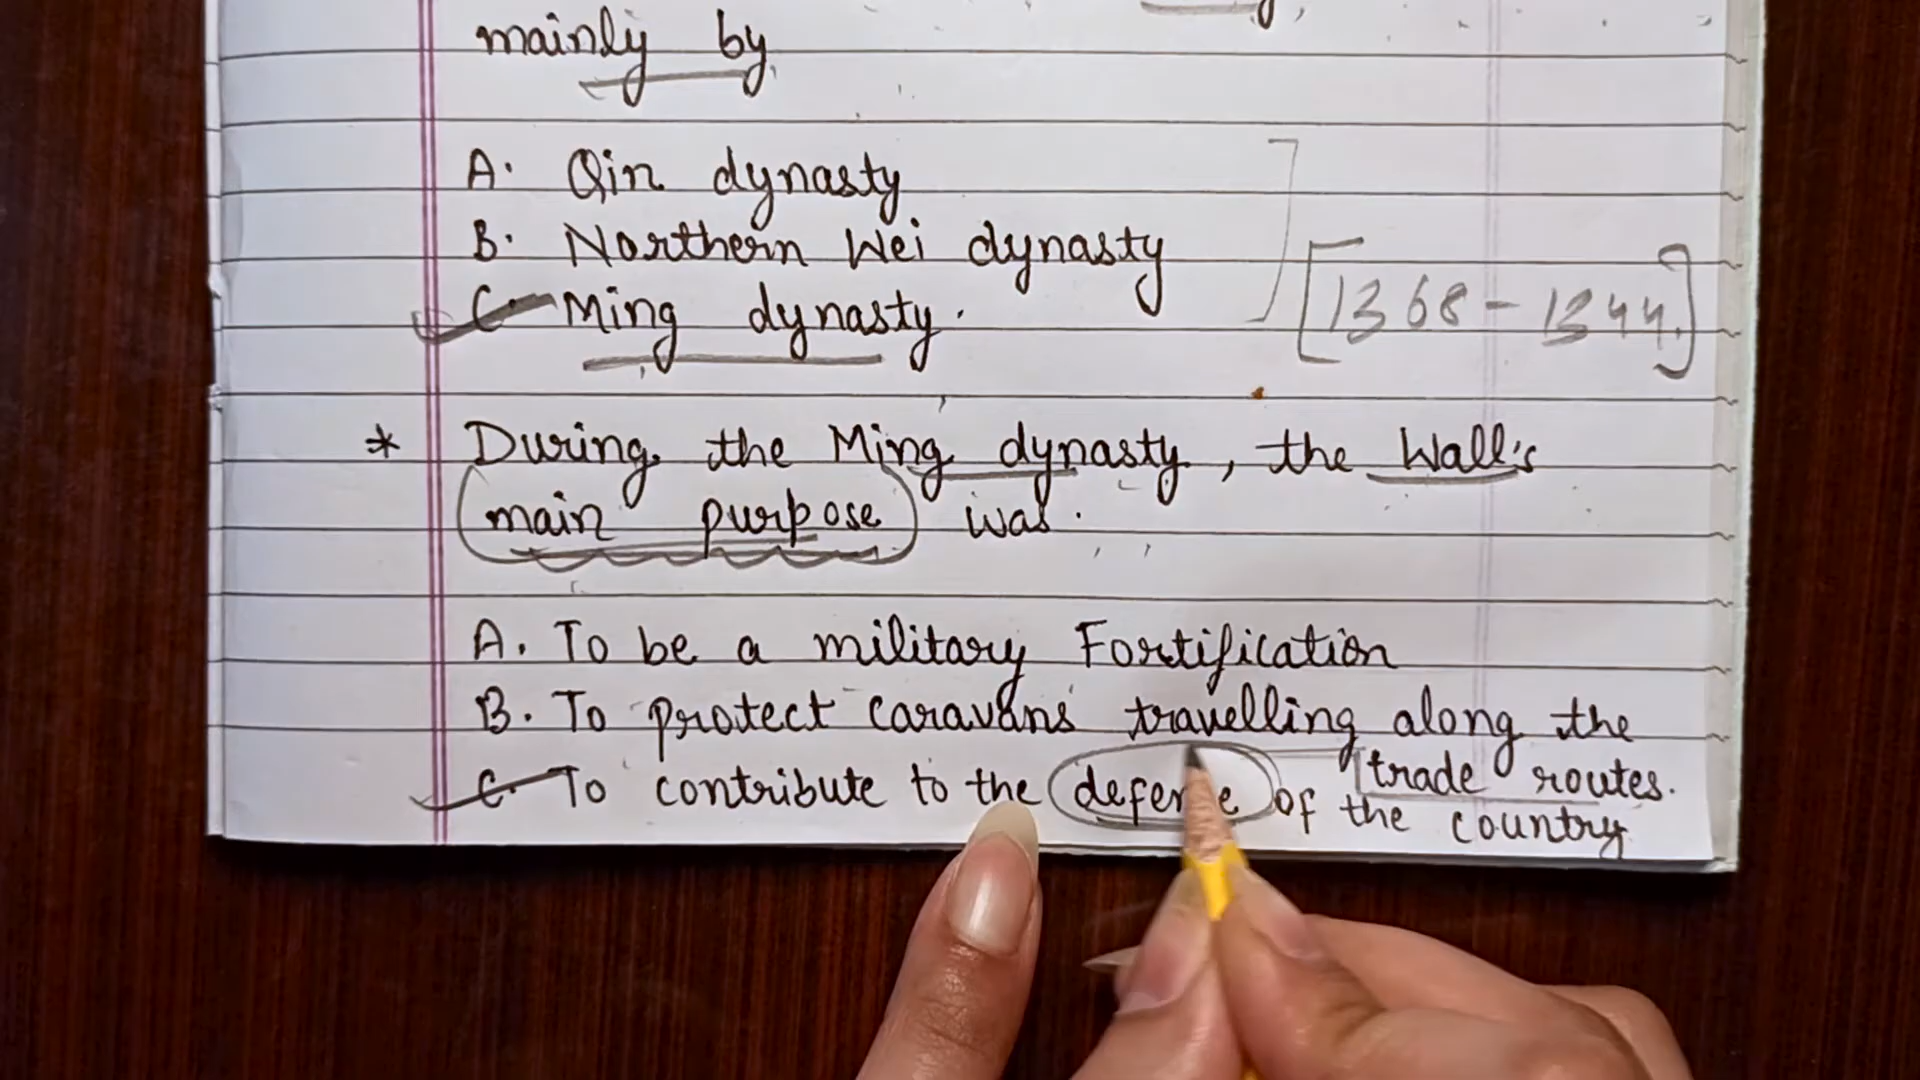 mainly by
A. Qin dynasty
B. Northern Wei dynasty
C. Ming dynasty.
[1368-1344.]
* During the Ming dynasty, the Wall's
main purpose was.
A. To be a military Fortification
B. To protect caravans travelling along the
trade routes.
C. To contribute to the defense of the country